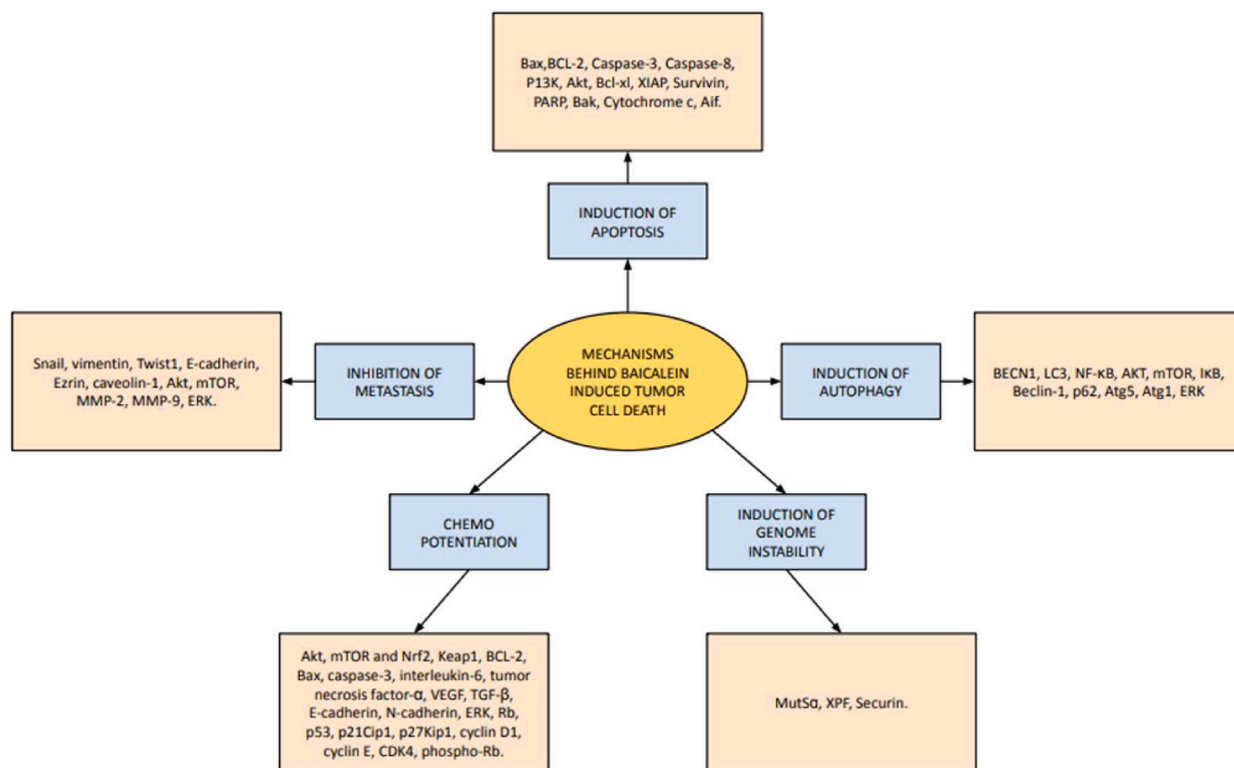 Bax,BCL-2, Caspase-3, Caspase-8,
P13K, Akt, Bcl-xl, XIAP, Survivin,
PARP, Bak, Cytochrome c, Aif.
INDUCTION OF
APOPTOSIS
Snail, vimentin, Twist1, E-cadherin,
Ezrin, caveolin-1, Akt, mTOR,
MMP-2, MMP-9, ERK.
INHIBITION OF
METASTASIS
MECHANISMS
BEHIND BAICALEIN
INDUCED TUMOR
CELL DEATH
INDUCTION OF
AUTOPHAGY
BECN1, LC3, NF-κB, AKT, mTOR, IκB,
Beclin-1, p62, Atg5, Atg1, ERK
CHEMO
POTENTIATION
INDUCTION OF
GENOME
INSTABILITY
Akt, mTOR and Nrf2, Keap1, BCL-2,
Bax, caspase-3, interleukin-6, tumor
necrosis factor-α, VEGF, TGF-β,
E-cadherin, N-cadherin, ERK, Rb,
p53, p21Cip1, p27Kip1, cyclin D1,
cyclin E, CDK4, phospho-Rb.
MutSα, XPF, Securin.